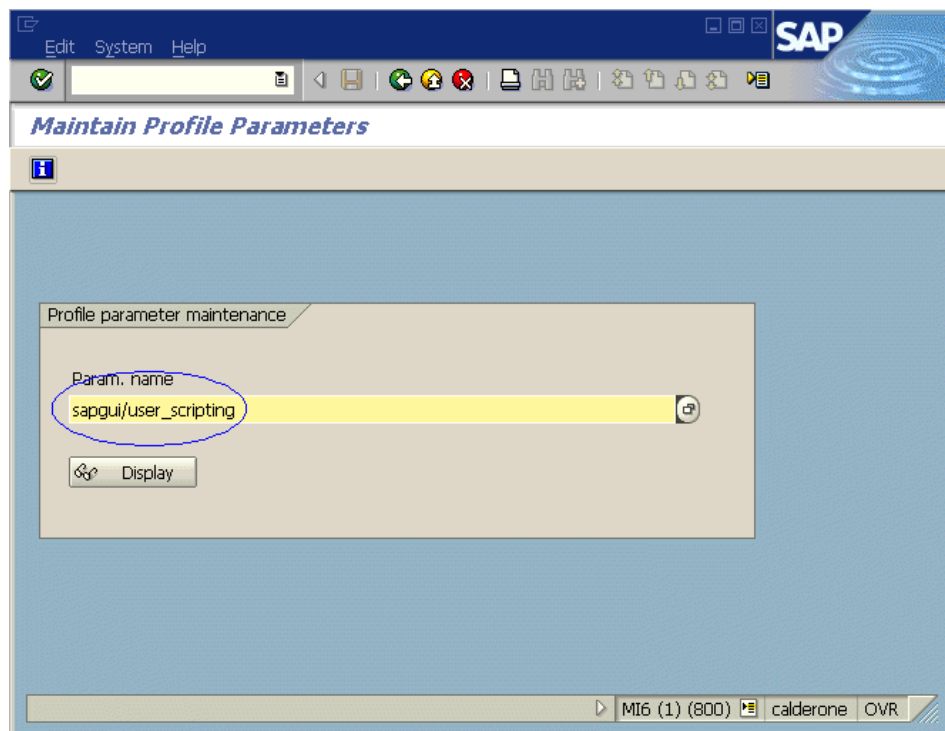 Edit System Help
SAP
Maintain Profile Parameters
Profile parameter maintenance
Param. name
sapgui/user_scripting
Display
MI6 (1) (800) calderone OVR